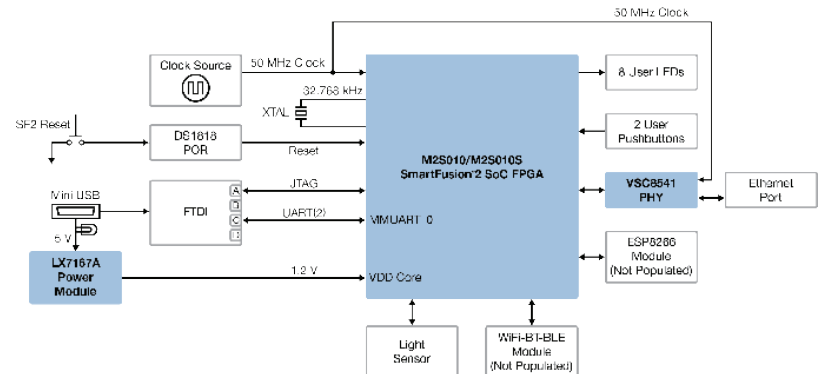 50 MHz Clock
Clock Source
50 MHz Clock
32.768 kHz
XTAL
8 User LEDs
SF2 Reset
DS1818
POR
Reset
2 User
Pushbuttons
M2S010/M2S010S
SmartFusion®2 SoC FPGA
Mini USB
FTDI
A
C
JTAG
UART(2)
MMUART_0
VSC8541
PHY
Ethernet
Port
5 V
LX7167A
Power
Module
1.2 V
VDD Core
ESP8266
Module
(Not Populated)
Light
Sensor
WiFi-BT-BLE
Module
(Not Populated)